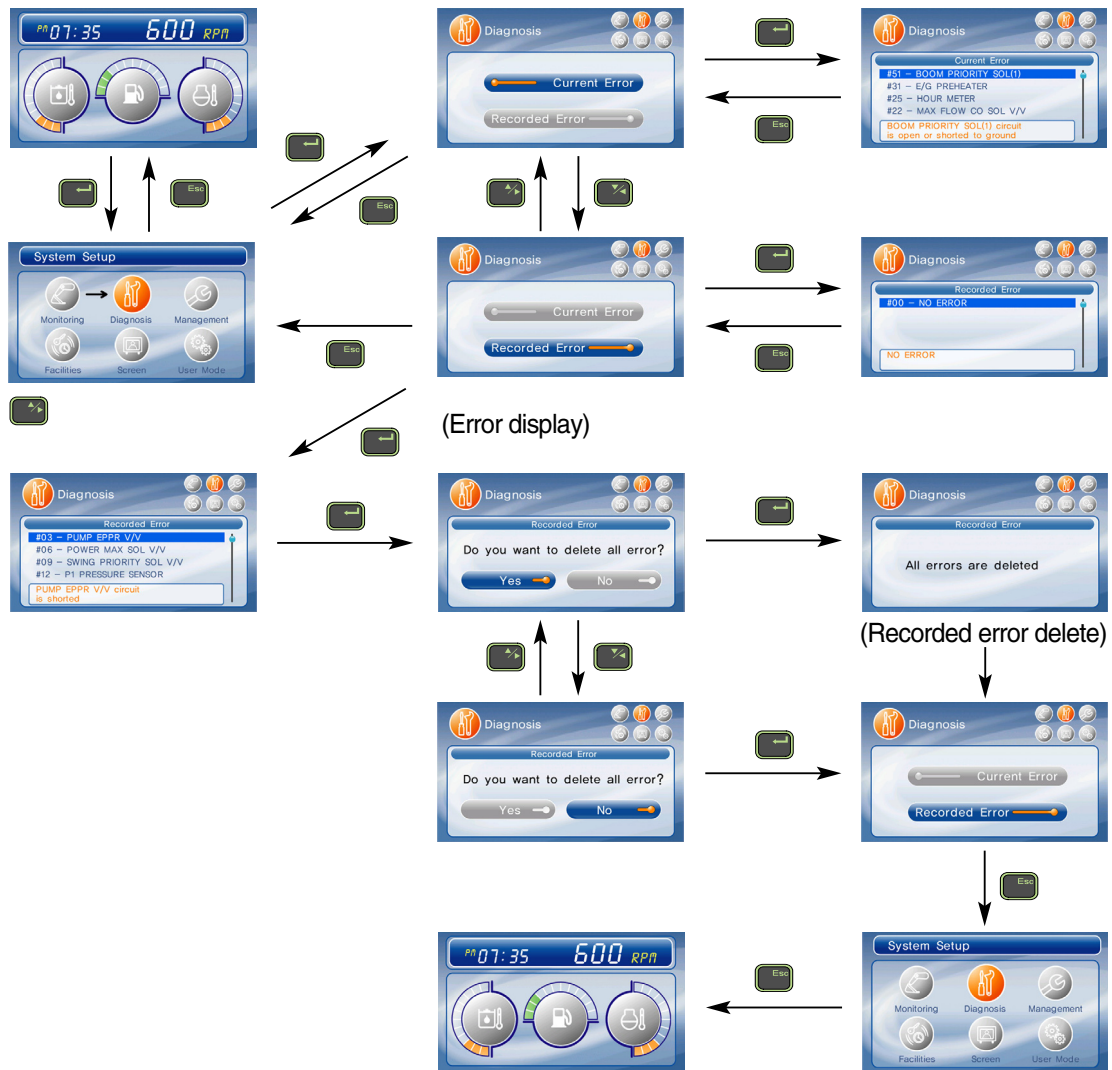 PM 07:35 600 RPM
Diagnosis
Current Error
Recorded Error
Diagnosis
Current Error
#51 – BOOM PRIORITY SOL(1)
#31 – E/G PREHEATER
#25 – HOUR METER
#22 – MAX FLOW CO SOL V/V
BOOM PRIORITY SOL(1) circuit
is open or shorted to ground
Esc
Esc
Esc
System Setup
Monitoring Diagnosis Management
Facilities Screen User Mode
Diagnosis
Current Error
Recorded Error
Diagnosis
Recorded Error
#00 – NO ERROR
NO ERROR
Esc
Esc
(Error display)
Diagnosis
Recorded Error
#03 – PUMP EPPR V/V
#06 – POWER MAX SOL V/V
#09 – SWING PRIORITY SOL V/V
#12 – P1 PRESSURE SENSOR
PUMP EPPR V/V circuit
is shorted
Diagnosis
Recorded Error
Do you want to delete all error?
Yes No
Diagnosis
Recorded Error
All errors are deleted
(Recorded error delete)
Diagnosis
Recorded Error
Do you want to delete all error?
Yes No
Diagnosis
Current Error
Recorded Error
Esc
PM 07:35 600 RPM
Esc
System Setup
Monitoring Diagnosis Management
Facilities Screen User Mode